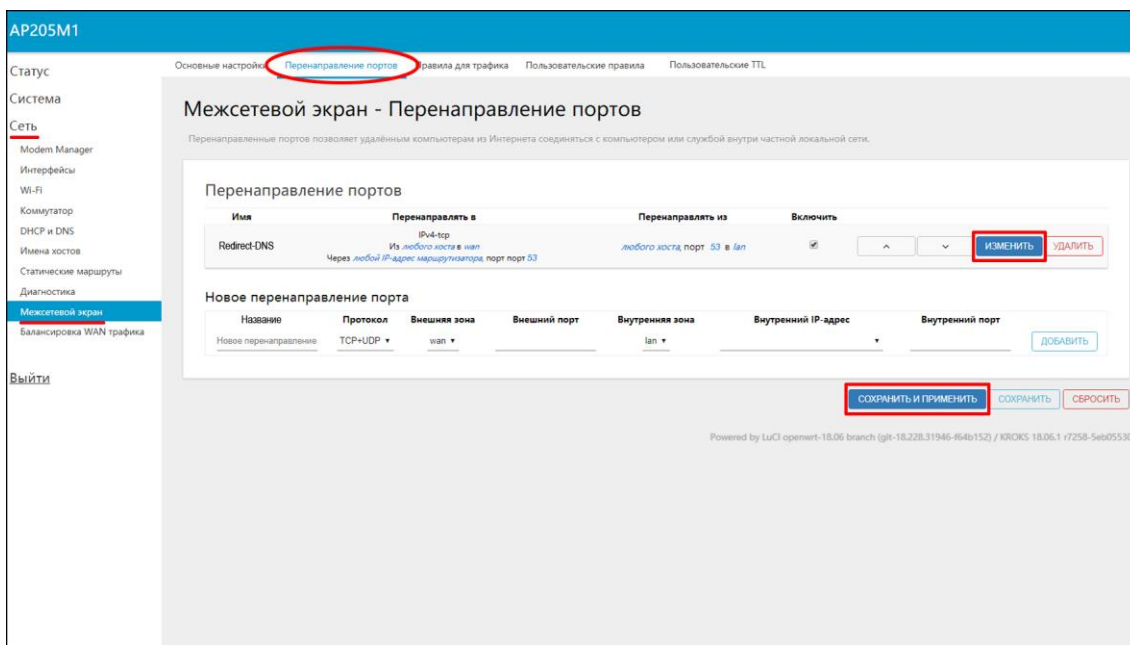 AP205M1
Статус
Система
Сеть
Modem Manager
Интерфейсы
Wi-Fi
Коммутатор
DHCP и DNS
Имена хостов
Статические маршруты
Диагностика
Межсетевой экран
Балансировка WAN трафика
Выйти
Основные настройки Перенаправление портов Правила для трафика Пользовательские правила Пользовательские TTL
Межсетевой экран - Перенаправление портов
Перенаправленные портов позволяет удалённым компьютерам из Интернета соединяться с компьютером или службой внутри частной локальной сети.
Перенаправление портов
Имя Перенаправлять в Перенаправлять из Включить
Redirect-DNS
IPv4-tcp
Из любого хоста в wan
Через любой IP-адрес маршрутизатора, порт порт 53
любого хоста, порт 53 в lan
ИЗМЕНИТЬ УДАЛИТЬ
Новое перенаправление порта
Название Протокол Внешняя зона Внешний порт Внутренняя зона Внутренний IP-адрес Внутренний порт
Новое перенаправление TCP+UDP wan lan ДОБАВИТЬ
СОХРАНИТЬ И ПРИМЕНИТЬ СОХРАНИТЬ СБРОСИТЬ
Powered by LuCI openwrt-18.06 branch (git-18.228.31946-f64b152) / KROKS 18.06.1 r7258-5eb05530